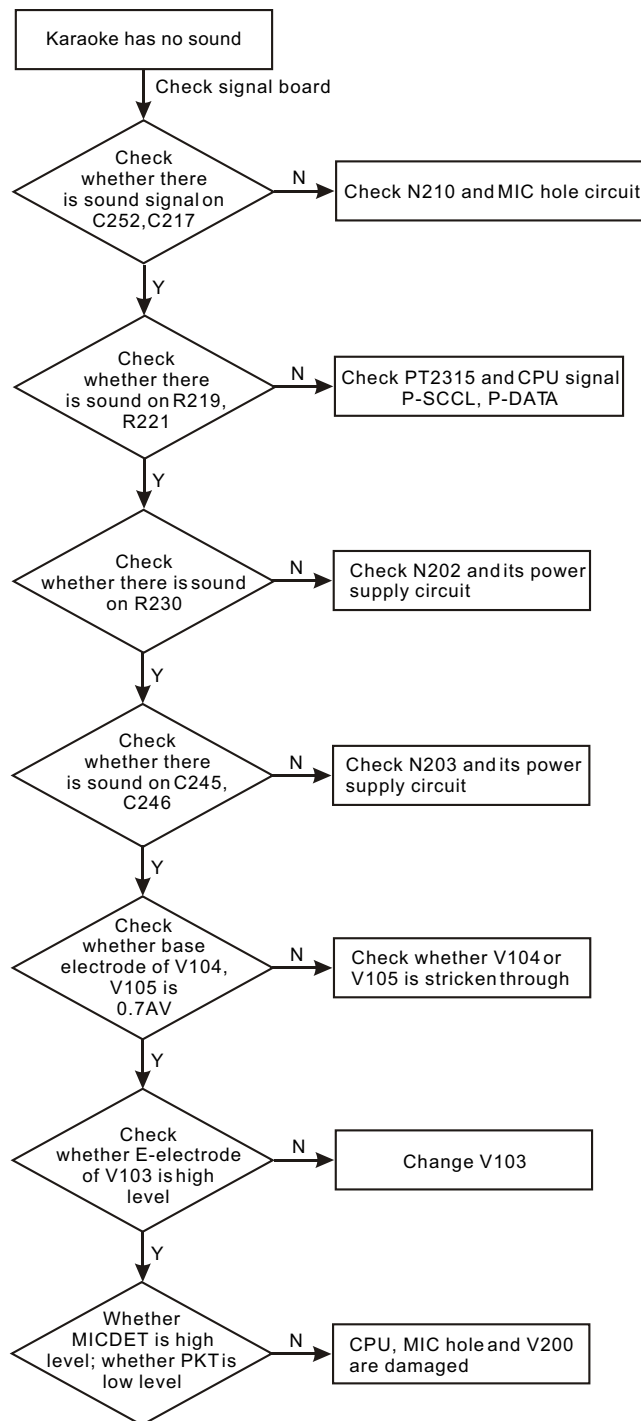 Karaoke has no sound
Check signal board
Check
whether there
is sound signal on
C252,C217
N
Check N210 and MIC hole circuit
Y
Check
whether there
is sound on R219,
R221
N
Check PT2315 and CPU signal
P-SCCL, P-DATA
Y
Check
whether there is sound
on R230
N
Check N202 and its power
supply circuit
Y
Check
whether there
is sound on C245,
C246
N
Check N203 and its power
supply circuit
Y
Check
whether base
electrode of V104,
V105 is
0.7AV
N
Check whether V104 or
V105 is stricken through
Y
Check
whether E-electrode
of V103 is high
level
N
Change V103
Y
Whether
MICDET is high
level; whether PKT is
low level
N
CPU, MIC hole and V200
are damaged